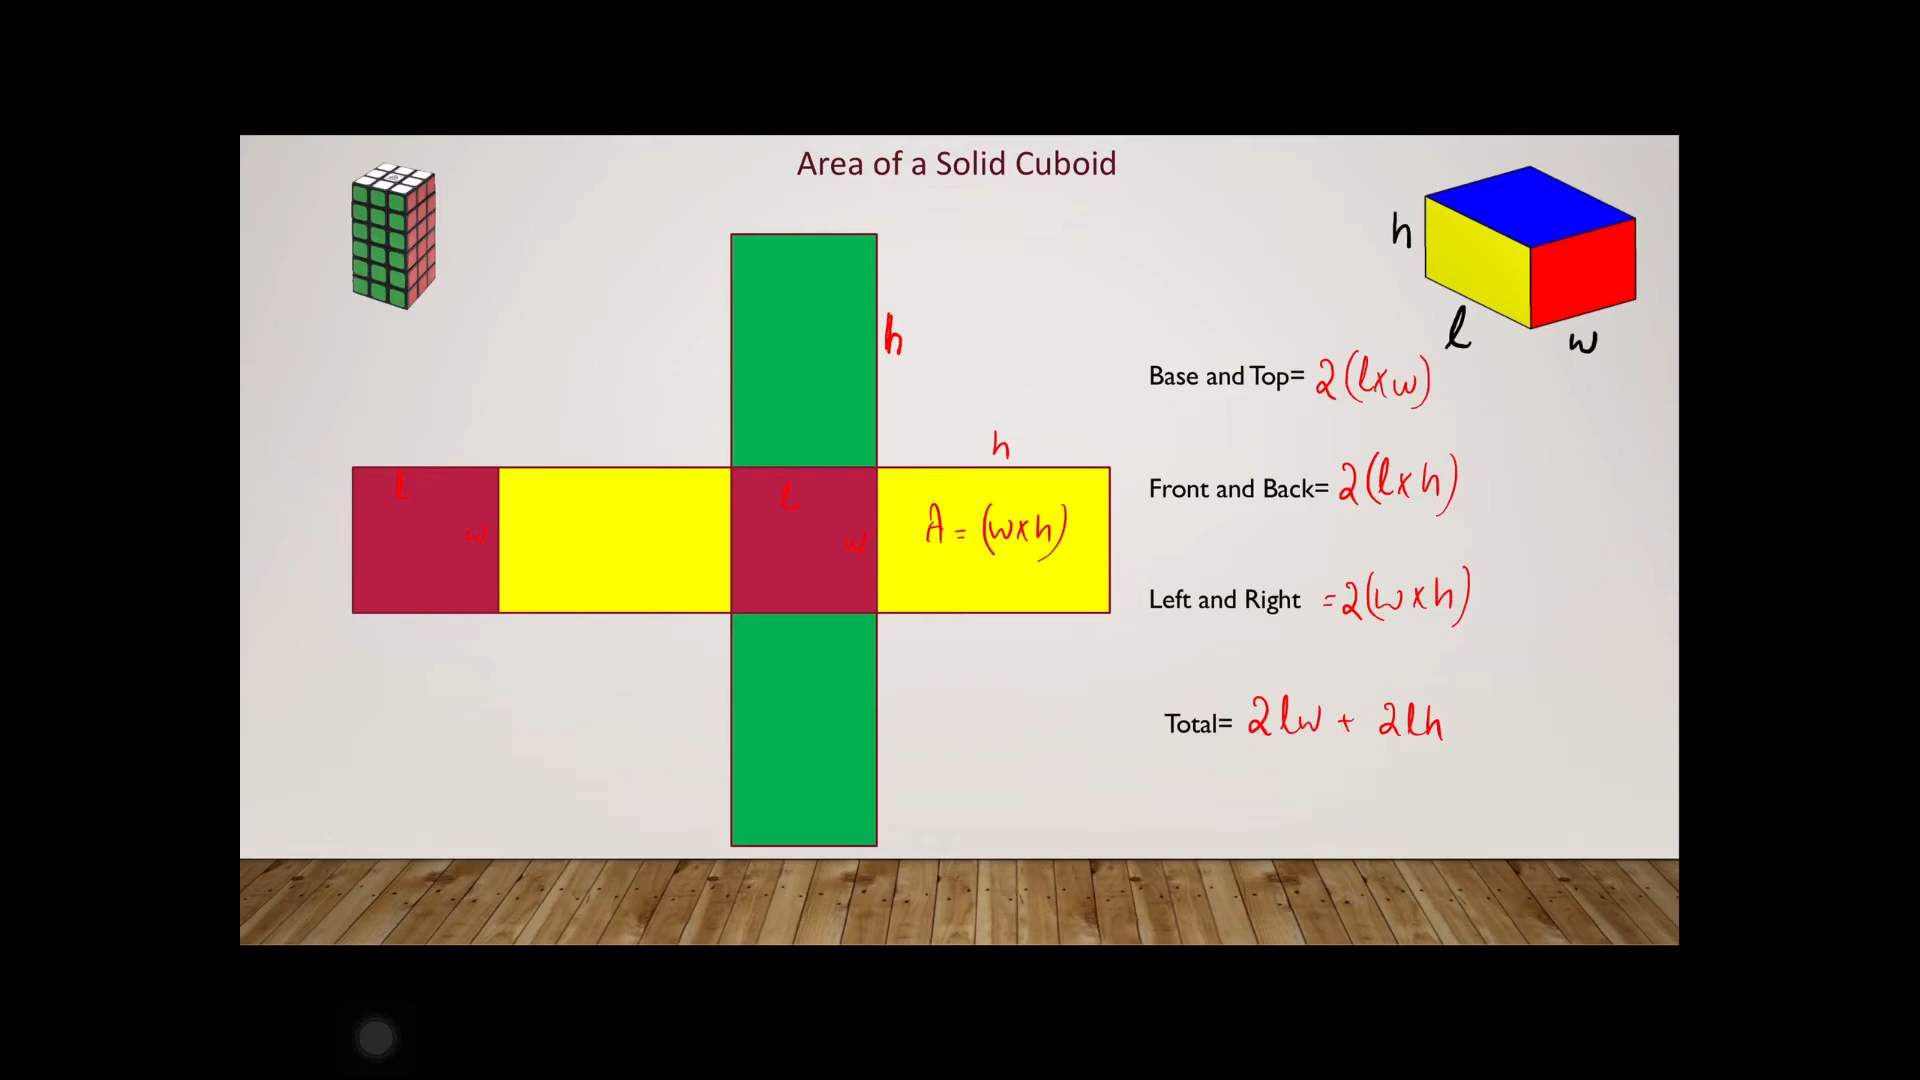 Area of a Solid Cuboid
h
l
w
h
Base and Top= 2(l×w)
h
Front and Back= 2(l×h)
l
l
w
w
A = (w×h)
Left and Right = 2(w×h)
Total= 2lw + 2lh